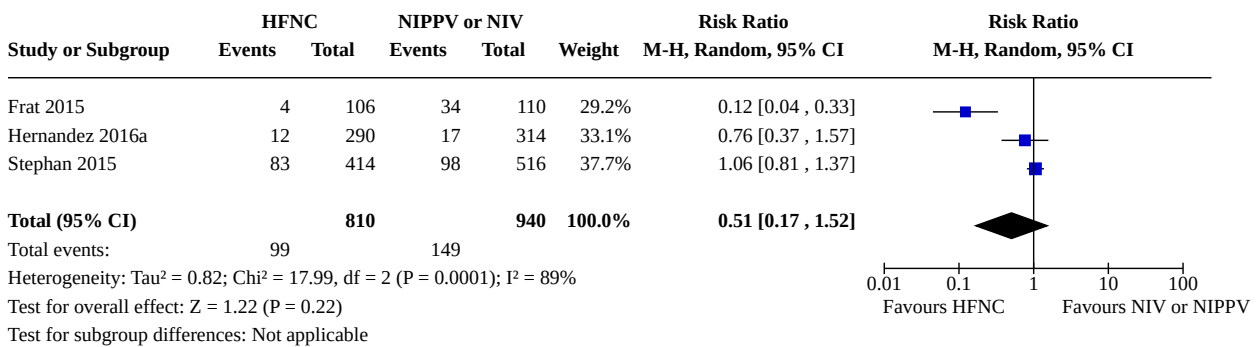 HFNC NIPPV or NIV Risk Ratio Risk Ratio
Study or Subgroup Events Total Events Total Weight M-H, Random, 95% CI M-H, Random, 95% CI
Frat 2015 4 106 34 110 29.2% 0.12 [0.04 , 0.33]
Hernandez 2016a 12 290 17 314 33.1% 0.76 [0.37 , 1.57]
Stephan 2015 83 414 98 516 37.7% 1.06 [0.81 , 1.37]
Total (95% CI) 810 940 100.0% 0.51 [0.17 , 1.52]
Total events: 99 149
Heterogeneity: Tau² = 0.82; Chi² = 17.99, df = 2 (P = 0.0001); I² = 89%
0.01 0.1 1 10 100
Test for overall effect: Z = 1.22 (P = 0.22)
Favours HFNC Favours NIV or NIPPV
Test for subgroup differences: Not applicable